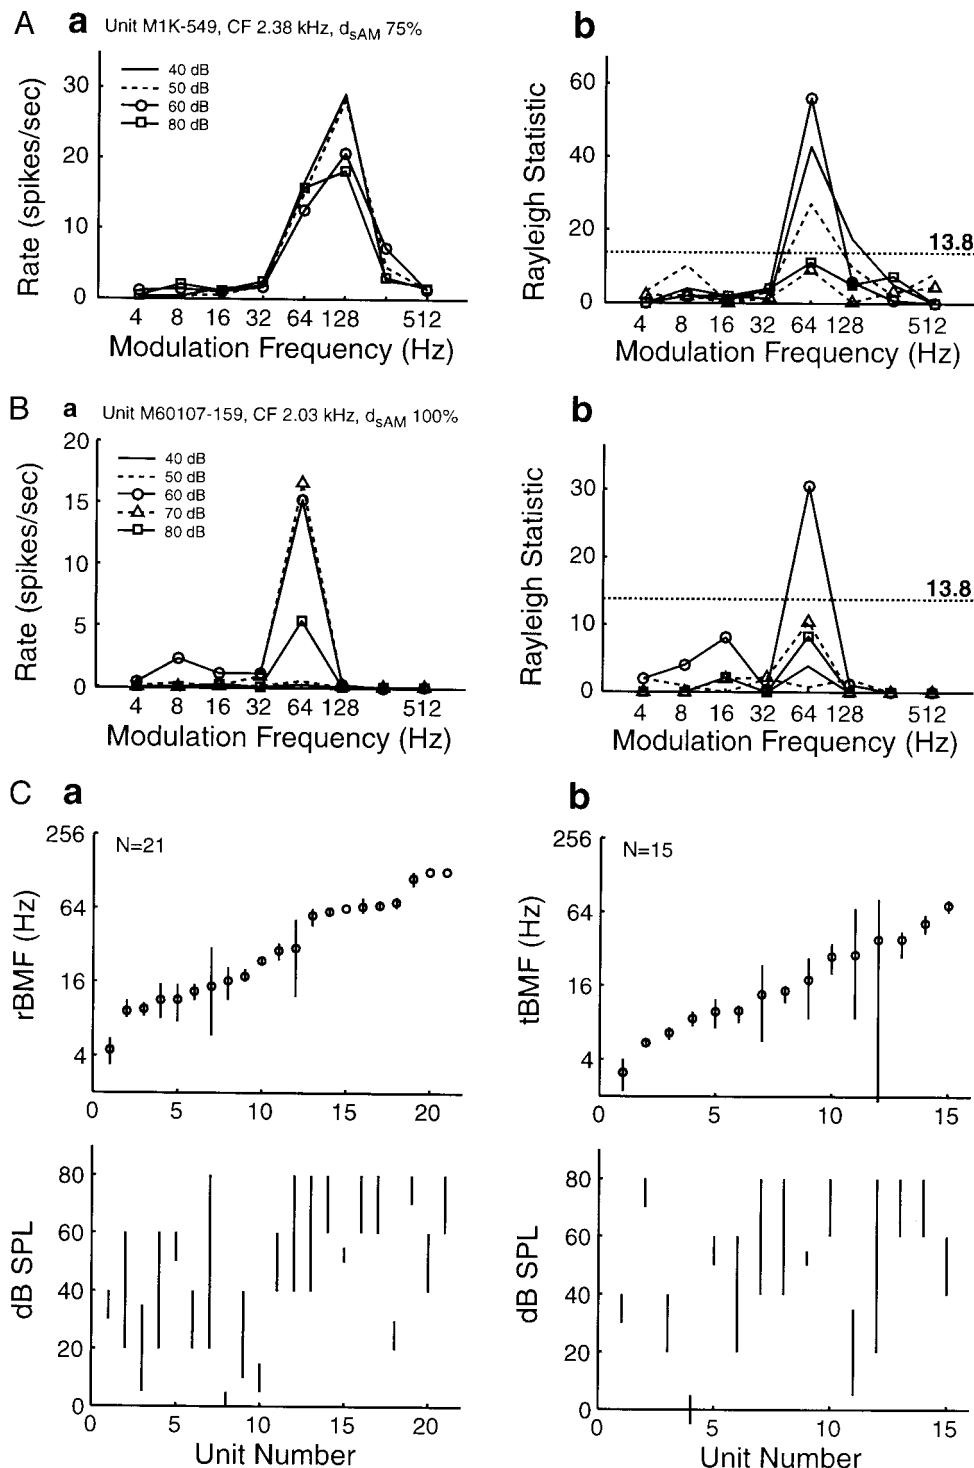 A a Unit M1K-549, CF 2.38 kHz, dsAM 75%
Rate (spikes/sec)
30
20
10
0
40 dB
50 dB
60 dB
80 dB
4 8 16 32 64 128 512
Modulation Frequency (Hz)
b
Rayleigh Statistic
60
40
20
0
13.8
4 8 16 32 64 128 512
Modulation Frequency (Hz)
B a Unit M60107-159, CF 2.03 kHz, dsAM 100%
Rate (spikes/sec)
20
15
10
5
0
40 dB
50 dB
60 dB
70 dB
80 dB
4 8 16 32 64 128 512
Modulation Frequency (Hz)
b
Rayleigh Statistic
30
20
10
0
13.8
4 8 16 32 64 128 512
Modulation Frequency (Hz)
C a
rBMF (Hz)
256
64
16
4
N=21
0 5 10 15 20
b
tBMF (Hz)
256
64
16
4
N=15
0 5 10 15
dB SPL
80
60
40
20
0
0 5 10 15 20
Unit Number
dB SPL
80
60
40
20
0
0 5 10 15
Unit Number